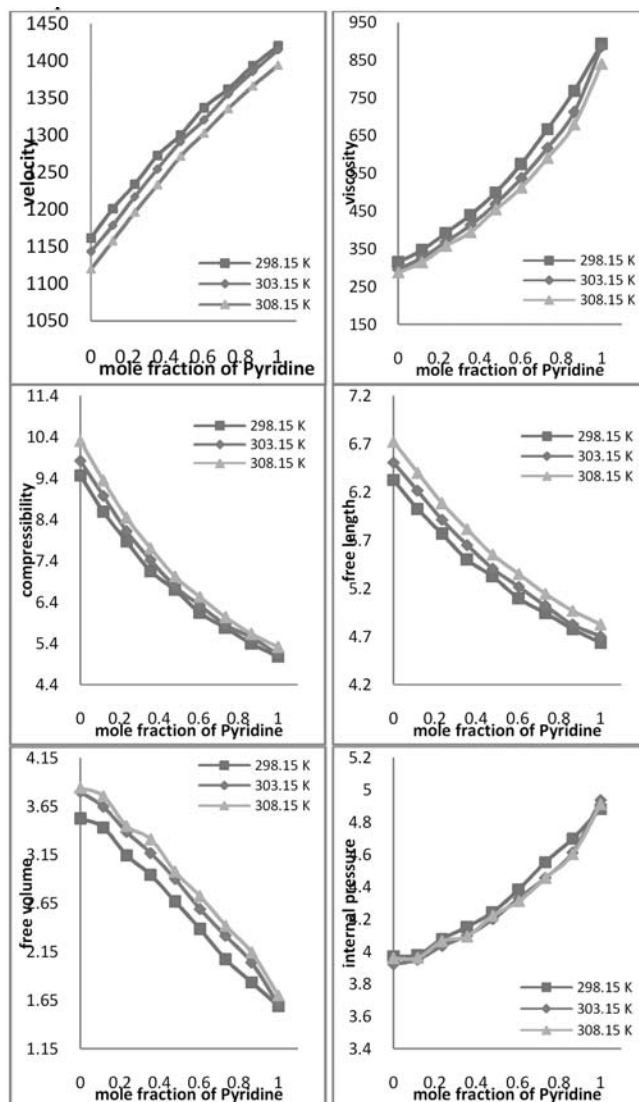 1450
1400
1350
1300
1250
1200
1150
1100
1050
velocity
298.15 K
303.15 K
308.15 K
0 0.2 0.4 0.6 0.8 1
mole fraction of Pyridine
950
850
750
650
550
450
350
250
150
viscosity
298.15 K
303.15 K
308.15 K
0 0.2 0.4 0.6 0.8 1
mole fraction of Pyridine
11.4
10.4
9.4
8.4
7.4
6.4
5.4
4.4
compressibility
298.15 K
303.15 K
308.15 K
0 0.2 0.4 0.6 0.8 1
mole fraction of Pyridine
7.2
6.7
6.2
5.7
5.2
4.7
4.2
free length
298.15 K
303.15 K
308.15 K
0 0.2 0.4 0.6 0.8 1
mole fraction of Pyridine
4.15
3.65
3.15
2.65
2.15
1.65
1.15
free volume
298.15 K
303.15 K
308.15 K
0 0.2 0.4 0.6 0.8 1
mole fraction of Pyridine
5.2
5
4.8
4.6
4.4
4.2
4
3.8
3.6
3.4
internal pressure
298.15 K
303.15 K
308.15 K
0 0.2 0.4 0.6 0.8 1
mole fraction of Pyridine